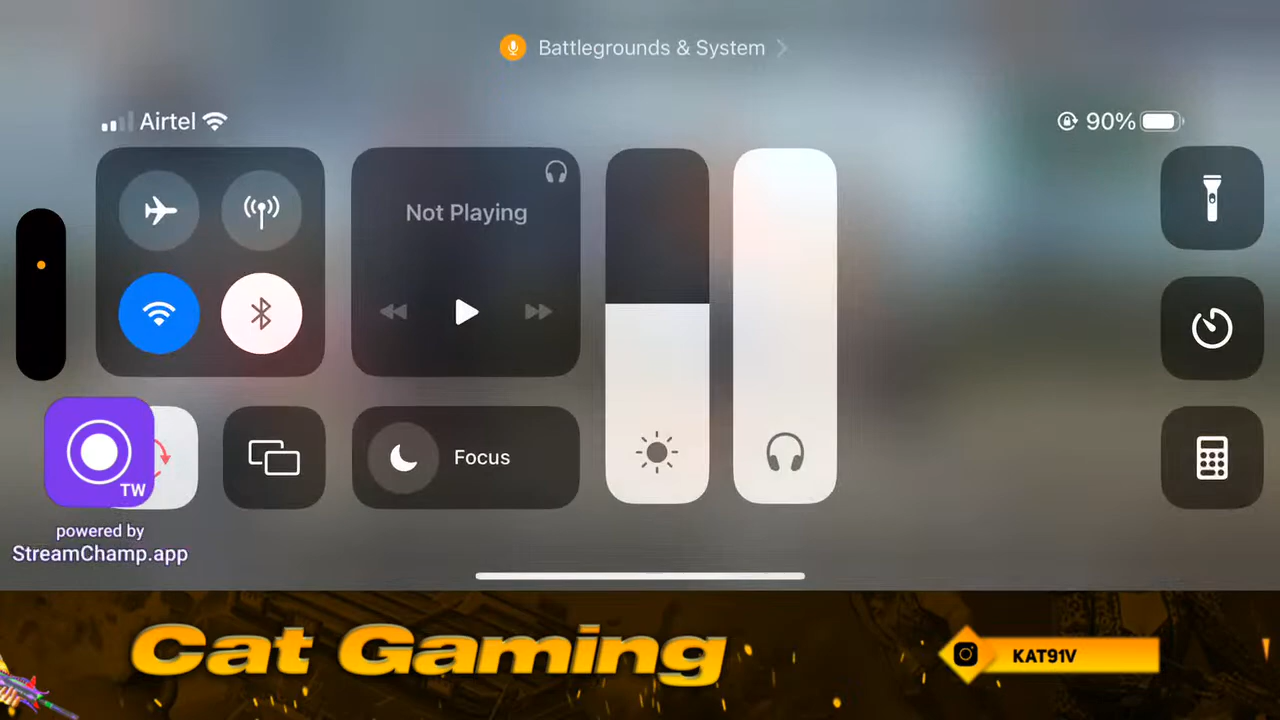 Battlegrounds & System
Airtel
90%
Not Playing
Focus
TW
powered by
StreamChamp.app
Cat Gaming
KAT91V